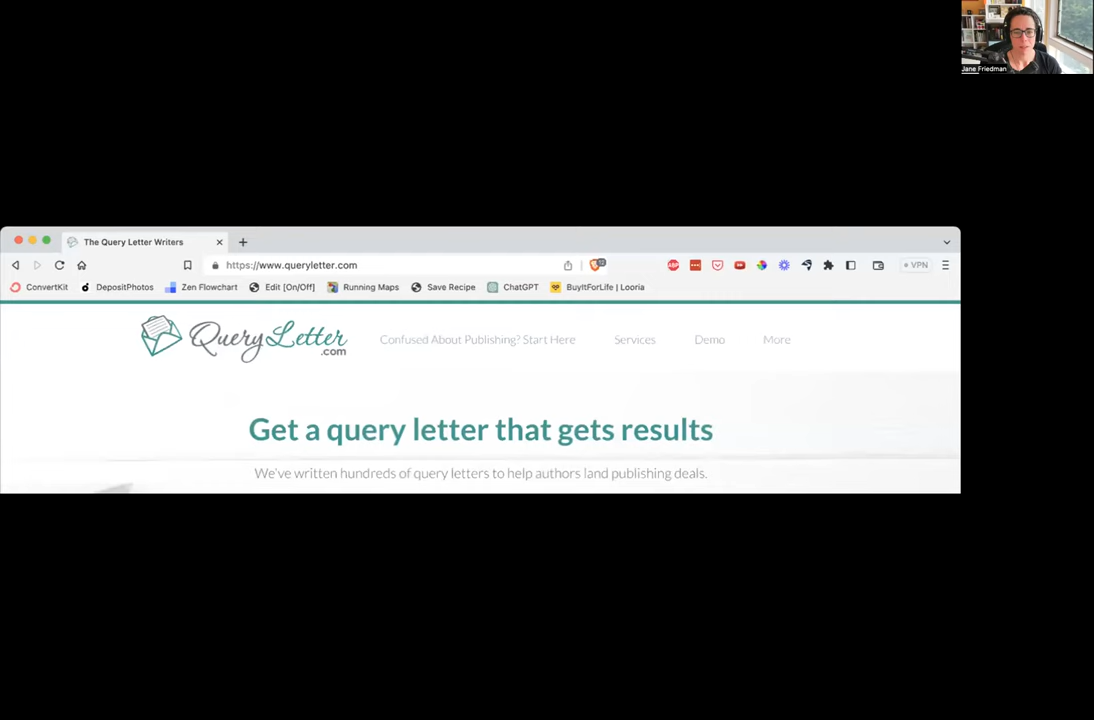 Jane Friedman
The Query Letter Writers
https://www.queryletter.com
VPN
ConvertKit DepositPhotos Zen Flowchart Edit [On/Off] Running Maps Save Recipe ChatGPT BuyItForLife | Looria
QueryLetter
.com
Confused About Publishing? Start Here Services Demo More
Get a query letter that gets results
We've written hundreds of query letters to help authors land publishing deals.